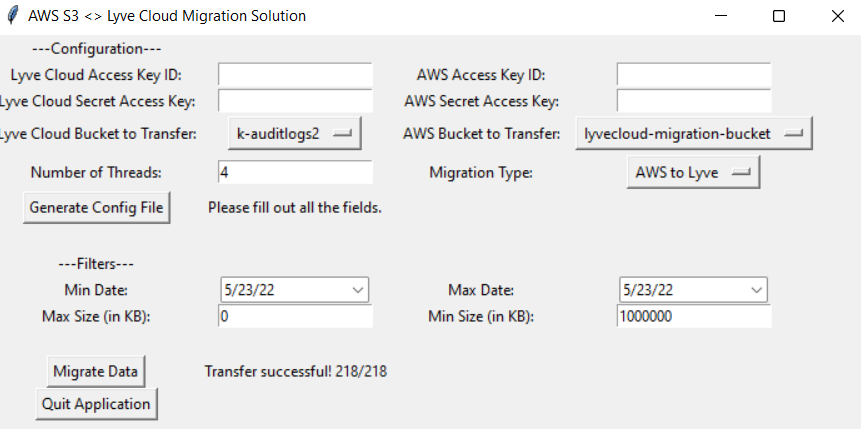 AWS S3 <> Lyve Cloud Migration Solution
---Configuration---
Lyve Cloud Access Key ID: AWS Access Key ID:
Lyve Cloud Secret Access Key: AWS Secret Access Key:
Lyve Cloud Bucket to Transfer: k-auditlogs2 AWS Bucket to Transfer: lyvecloud-migration-bucket
Number of Threads: 4 Migration Type: AWS to Lyve
Generate Config File Please fill out all the fields.
---Filters---
Min Date: 5/23/22 Max Date: 5/23/22
Max Size (in KB): 0 Min Size (in KB): 1000000
Migrate Data Transfer successful! 218/218
Quit Application